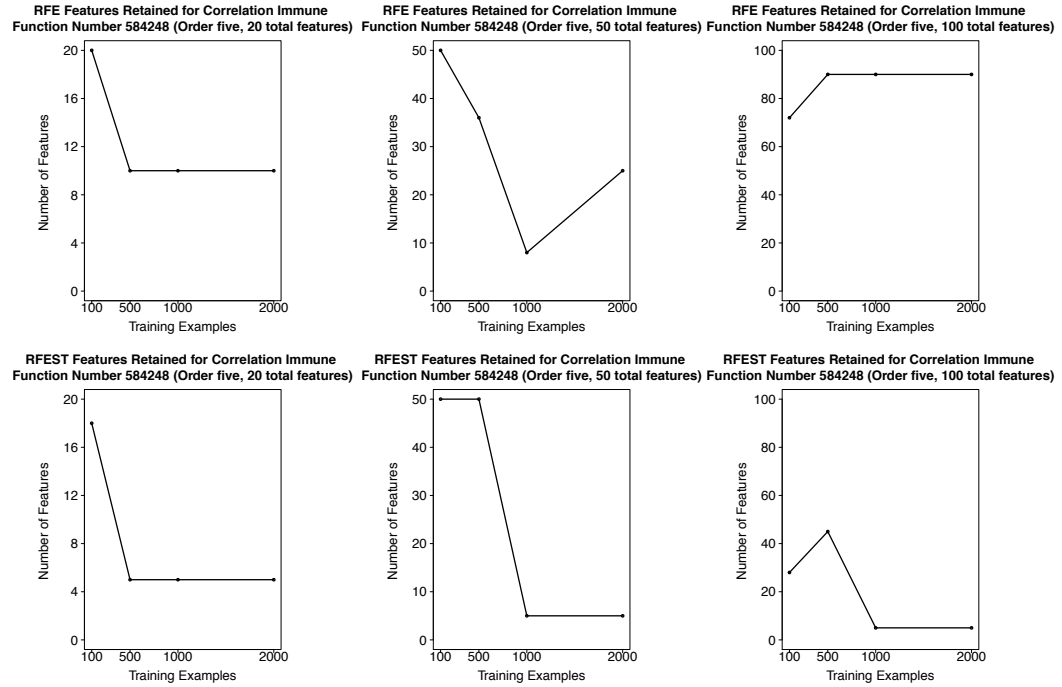 RFE Features Retained for Correlation Immune
Function Number 584248 (Order five, 20 total features)
Number of Features
20
16
12
8
4
0
100 500 1000 2000
Training Examples
RFE Features Retained for Correlation Immune
Function Number 584248 (Order five, 50 total features)
Number of Features
50
40
30
20
10
0
100 500 1000 2000
Training Examples
RFE Features Retained for Correlation Immune
Function Number 584248 (Order five, 100 total features)
Number of Features
100
80
60
40
20
0
100 500 1000 2000
Training Examples
RFEST Features Retained for Correlation Immune
Function Number 584248 (Order five, 20 total features)
Number of Features
20
16
12
8
4
0
100 500 1000 2000
Training Examples
RFEST Features Retained for Correlation Immune
Function Number 584248 (Order five, 50 total features)
Number of Features
50
40
30
20
10
0
100 500 1000 2000
Training Examples
RFEST Features Retained for Correlation Immune
Function Number 584248 (Order five, 100 total features)
Number of Features
100
80
60
40
20
0
100 500 1000 2000
Training Examples